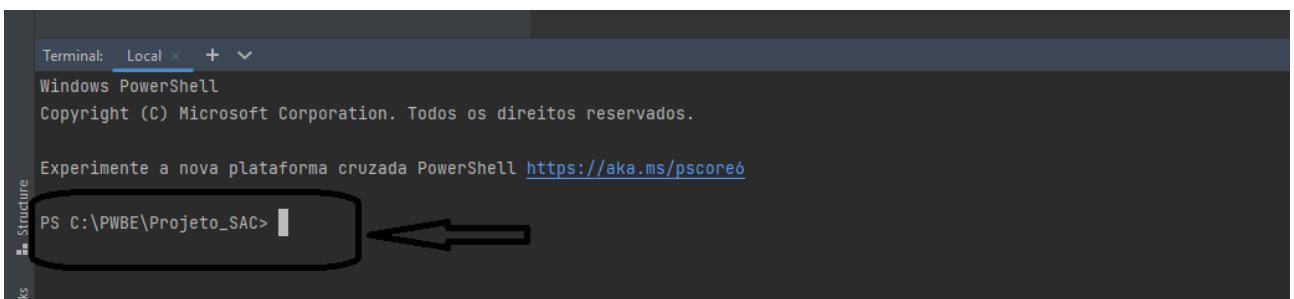 Terminal: Local × + ⌄
Windows PowerShell
Copyright (C) Microsoft Corporation. Todos os direitos reservados.
Experimente a nova plataforma cruzada PowerShell https://aka.ms/pscore6
PS C:\PWBE\Projeto_SAC>
Structure
ks